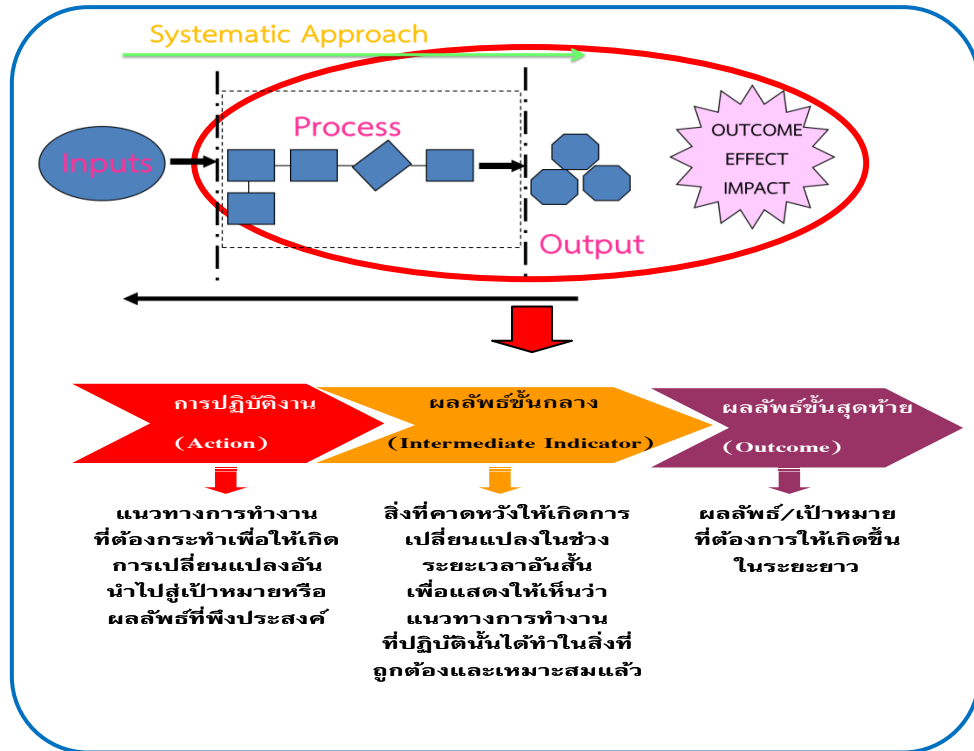 Systematic Approach
Process
Inputs
OUTCOME
EFFECT
IMPACT
Output
การปฏิบัติงาน
(Action)
ผลลัพธ์ขั้นกลาง
(Intermediate Indicator)
ผลลัพธ์ขั้นสุดท้าย
(Outcome)
แนวทางการทำงาน
ที่ต้องกระทำเพื่อให้เกิด
การเปลี่ยนแปลงอัน
นำไปสู่เป้าหมายหรือ
ผลลัพธ์ที่พึงประสงค์
สิ่งที่คาดหวังให้เกิดการ
เปลี่ยนแปลงในช่วง
ระยะเวลาอันสั้น
เพื่อแสดงให้เห็นว่า
แนวทางการทำงาน
ที่ปฏิบัตินั้นได้ทำในสิ่งที่
ถูกต้องและเหมาะสมแล้ว
ผลลัพธ์/เป้าหมาย
ที่ต้องการให้เกิดขึ้น
ในระยะยาว